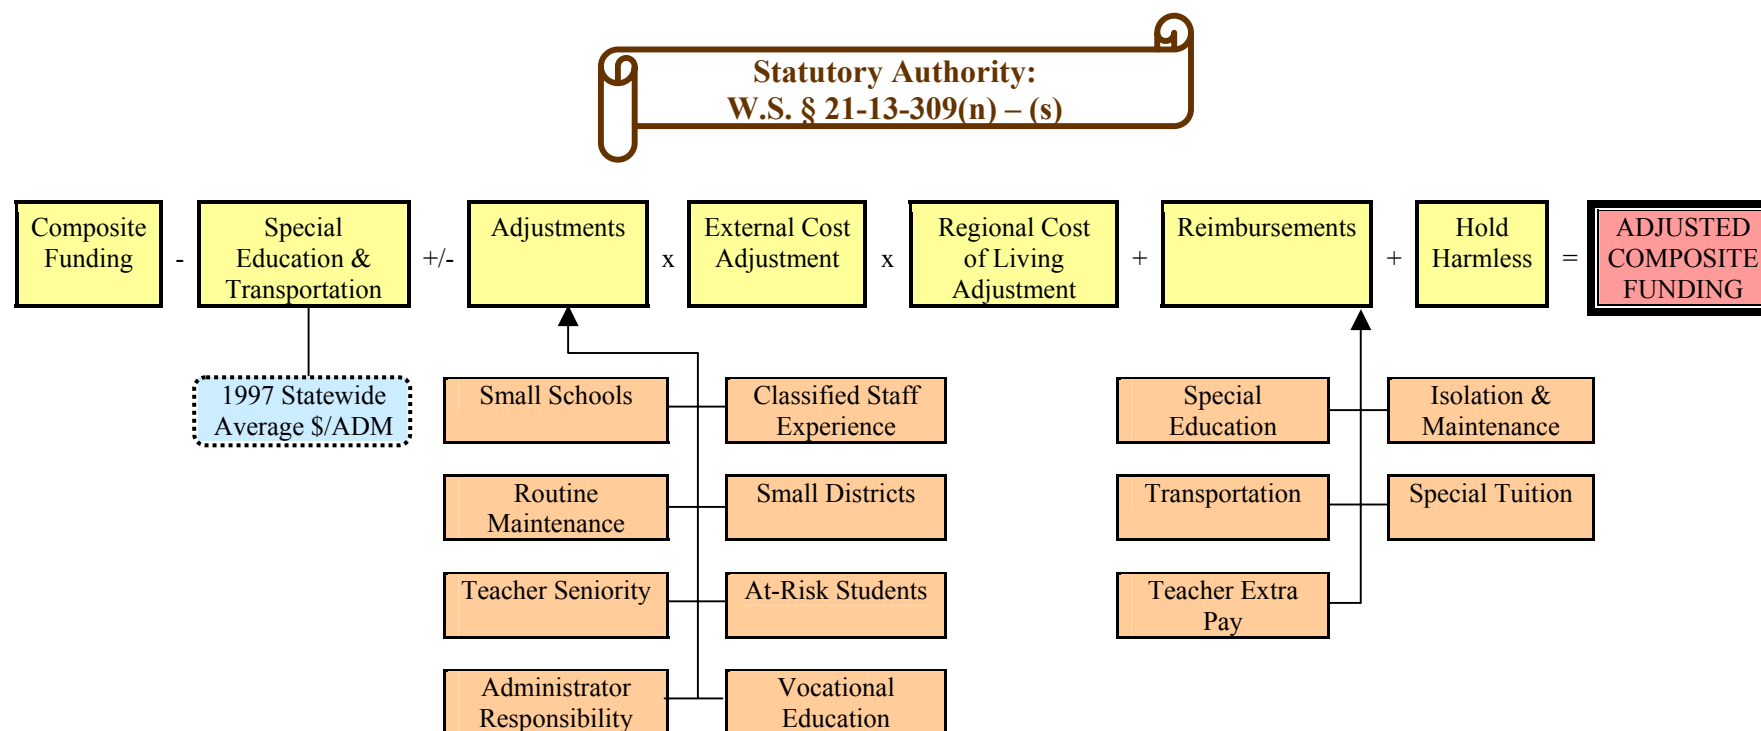 Statutory Authority:
W.S. § 21-13-309(n) – (s)
Composite
Funding
-
Special
Education &
Transportation
+/-
Adjustments
x
External Cost
Adjustment
x
Regional Cost
of Living
Adjustment
+
Reimbursements
+
Hold
Harmless
=
ADJUSTED
COMPOSITE
FUNDING
1997 Statewide
Average $/ADM
Small Schools
Classified Staff
Experience
Routine
Maintenance
Small Districts
Teacher Seniority
At-Risk Students
Administrator
Responsibility
Vocational
Education
Special
Education
Isolation &
Maintenance
Transportation
Special Tuition
Teacher Extra
Pay